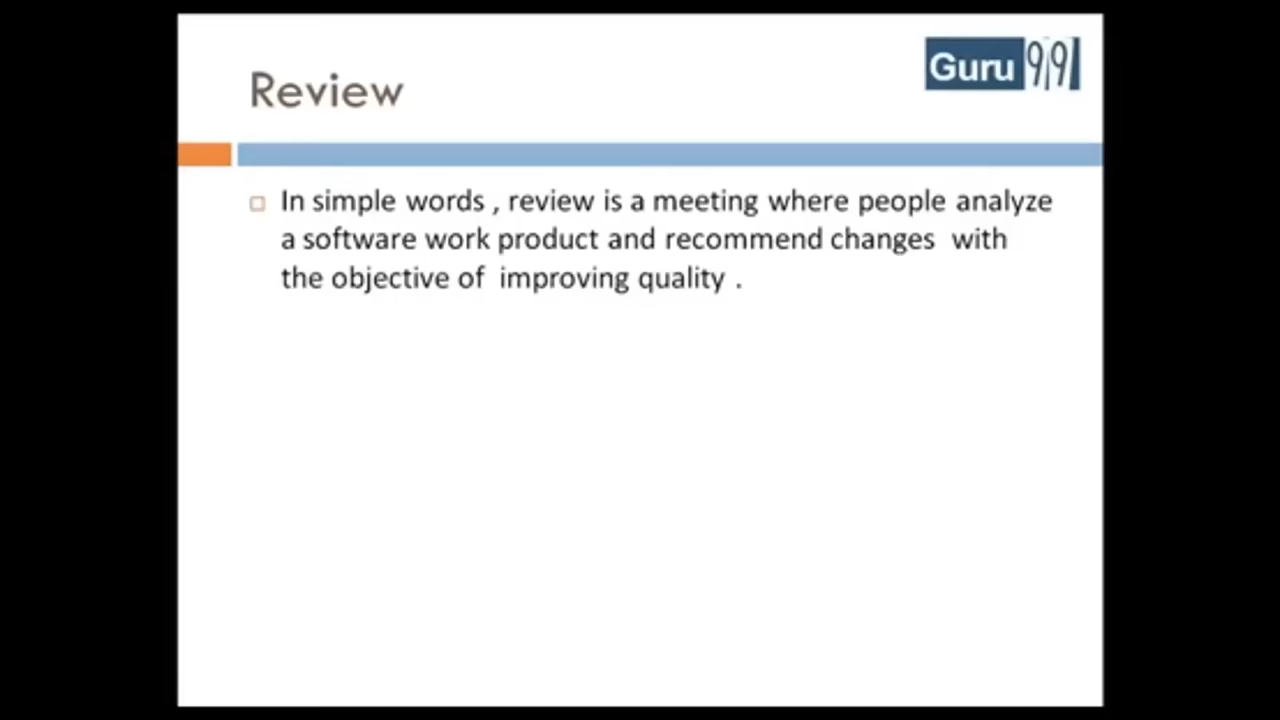 Guru99
Review
In simple words , review is a meeting where people analyze
a software work product and recommend changes with
the objective of improving quality .